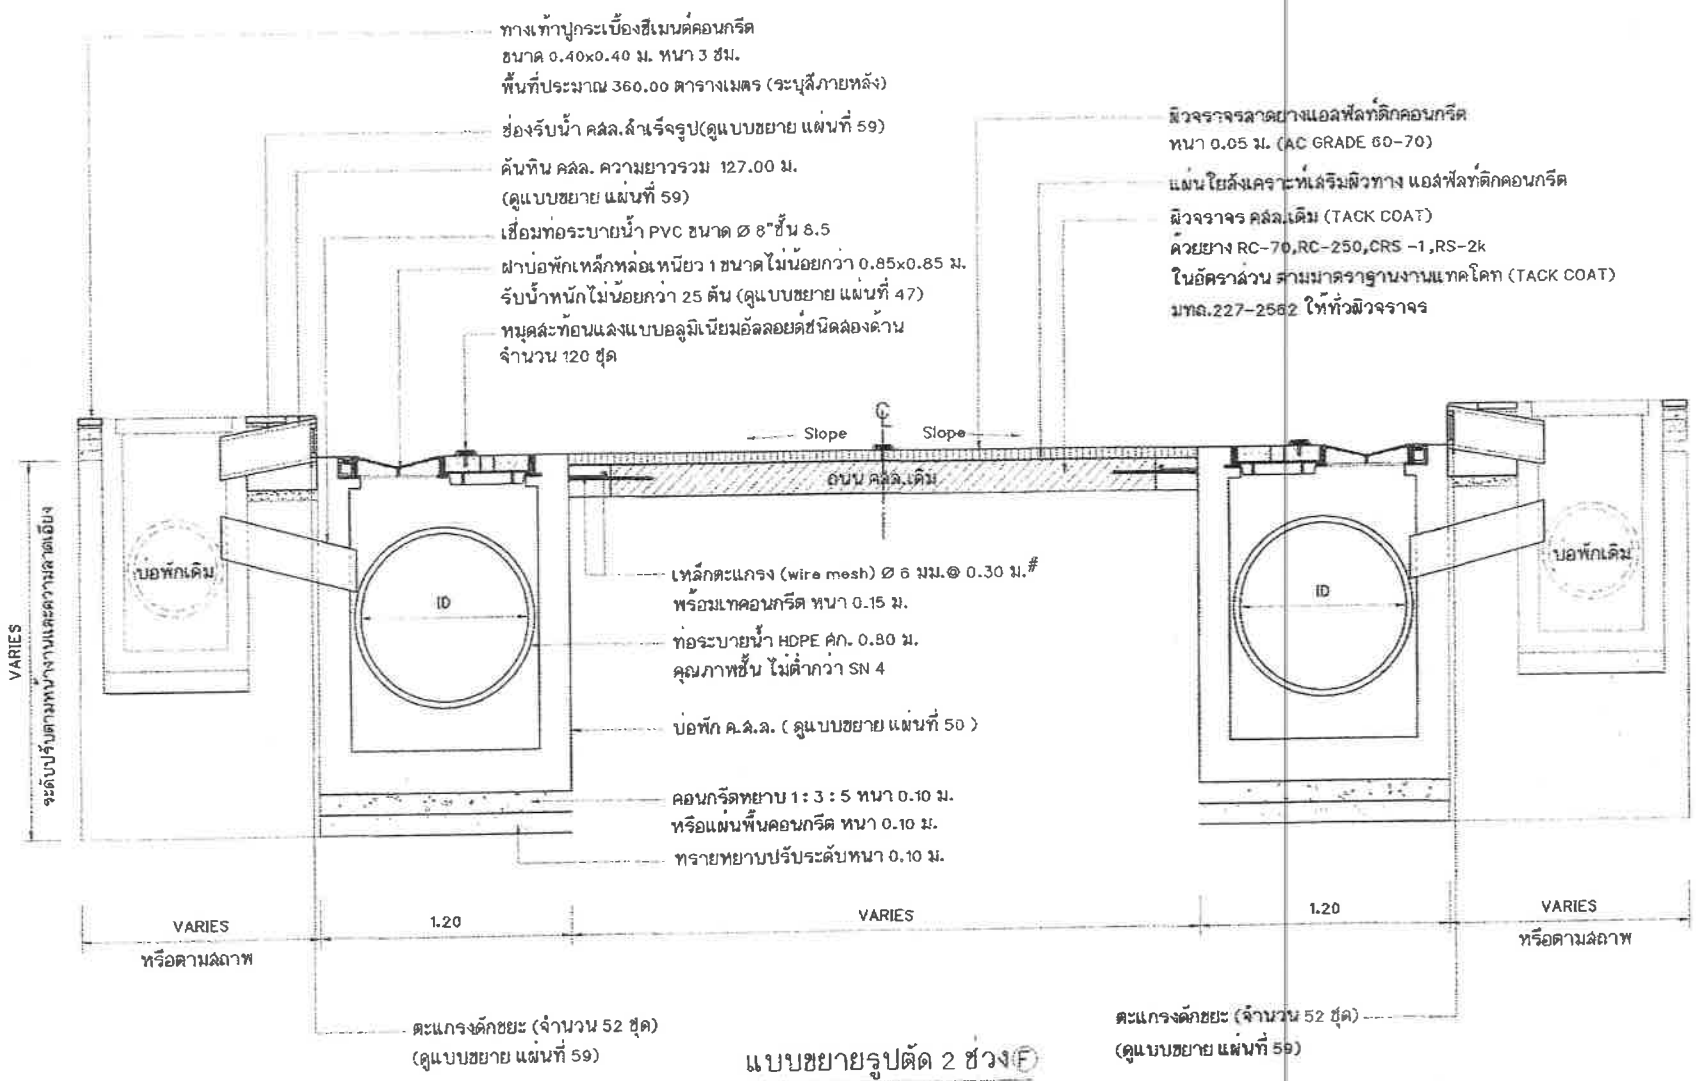 ทางเท้าปูกระเบื้องซีเมนต์คอนกรีต
ขนาด 0.40x0.40 ม. หนา 3 ซม.
พื้นที่ประมาณ 360.00 ตารางเมตร (ระบุสีภายหลัง)
ช่องรับน้ำ คสล.สำเร็จรูป(ดูแบบขยาย แผ่นที่ 59)
คันหิน คสล. ความยาวรวม 127.00 ม.
(ดูแบบขยาย แผ่นที่ 59)
เชื่อมท่อระบายน้ำ PVC ขนาด Ø 8" ชั้น 8.5
ฝาบ่อพักเหล็กหล่อเหนียว 1 ขนาดไม่น้อยกว่า 0.85x0.85 ม.
รับน้ำหนักไม่น้อยกว่า 25 ตัน (ดูแบบขยาย แผ่นที่ 47)
หมุดสะท้อนแสงแบบอลูมิเนียมอัลลอยด์ชนิดสองด้าน
จำนวน 120 ชุด
ผิวจราจรลาดยางแอสฟัลท์ติกคอนกรีต
หนา 0.05 ม. (AC GRADE 60-70)
แผ่นใยสังเคราะห์เสริมผิวทาง แอสฟัลท์ติกคอนกรีต
ผิวจราจร คสล.เดิม (TACK COAT)
ด้วยยาง RC-70,RC-250,CRS -1,RS-2k
ในอัตราส่วน ตามมาตราฐานงานแทคโคท (TACK COAT)
มทถ.227-2562 ให้ทั่วผิวจราจร
Slope
Slope
ถนน คสล.เดิม
บ่อพักเดิม
บ่อพักเดิม
ID
ID
VARIES
ระดับปรับตามหน้างานและความลาดเอียง
เหล็กตะแกรง (wire mesh) Ø 6 มม.@ 0.30 ม.#
พร้อมเทคอนกรีต หนา 0.15 ม.
ท่อระบายน้ำ HDPE ศก. 0.80 ม.
คุณภาพชั้น ไม่ต่ำกว่า SN 4
บ่อพัก ค.ส.ล. ( ดูแบบขยาย แผ่นที่ 50 )
คอนกรีตหยาบ 1 : 3 : 5 หนา 0.10 ม.
หรือแผ่นพื้นคอนกรีต หนา 0.10 ม.
ทรายหยาบปรับระดับหนา 0.10 ม.
VARIES
หรือตามสภาพ
1.20
VARIES
1.20
VARIES
หรือตามสภาพ
ตะแกรงดักขยะ (จำนวน 52 ชุด)
(ดูแบบขยาย แผ่นที่ 59)
ตะแกรงดักขยะ (จำนวน 52 ชุด)
(ดูแบบขยาย แผ่นที่ 59)
แบบขยายรูปตัด 2 ช่วง F